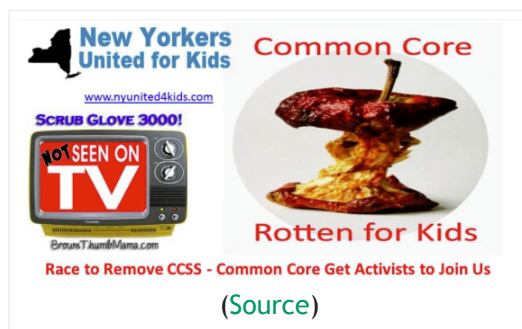 New Yorkers
United for Kids
www.nyunited4kids.com
SCRUB GLOVE 3000!
NOT SEEN ON
TV
BrownThumbMama.com
Common Core
Rotten for Kids
Race to Remove CCSS - Common Core Get Activists to Join Us
(Source)